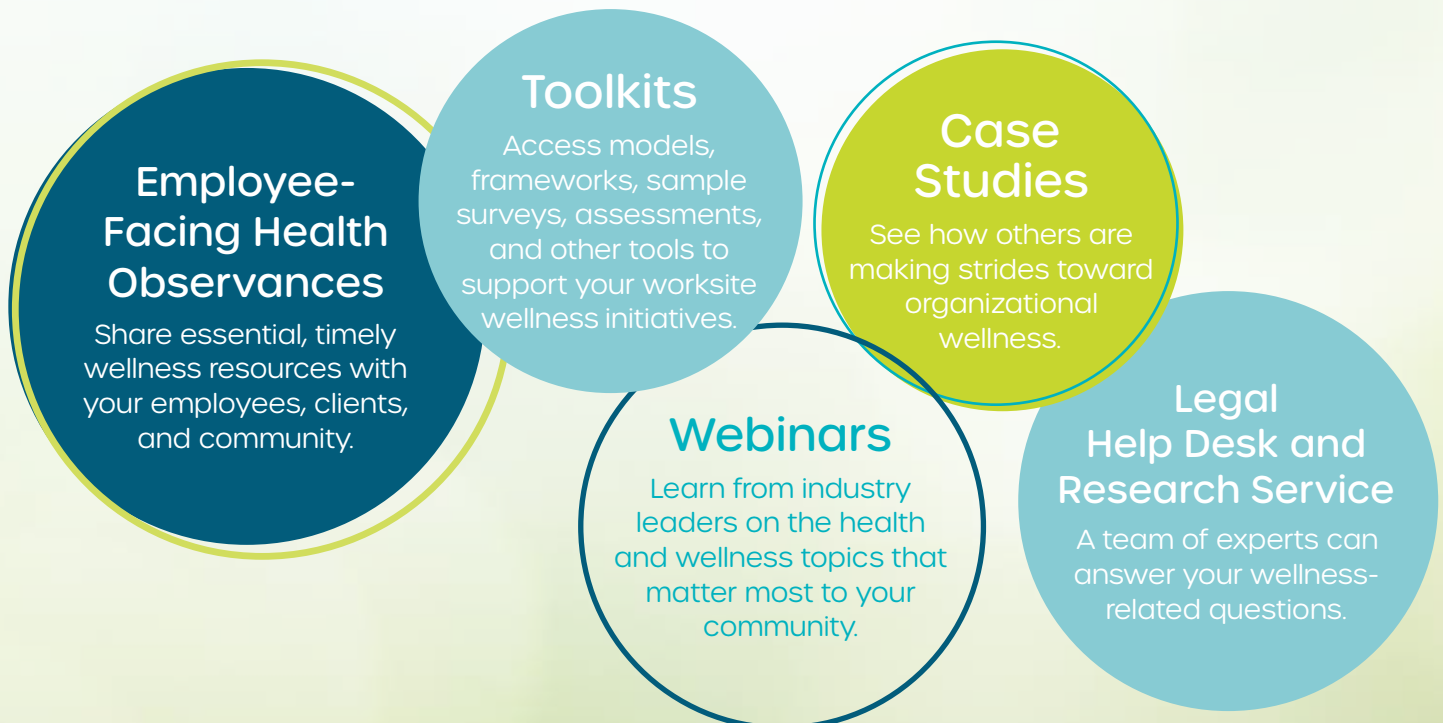 Employee-
Facing Health
Observances
Share essential, timely
wellness resources with
your employees, clients,
and community.
Toolkits
Access models,
frameworks, sample
surveys, assessments,
and other tools to
support your worksite
wellness initiatives.
Case
Studies
See how others are
making strides toward
organizational
wellness.
Webinars
Learn from industry
leaders on the health
and wellness topics that
matter most to your
community.
Legal
Help Desk and
Research Service
A team of experts can
answer your wellness-
related questions.